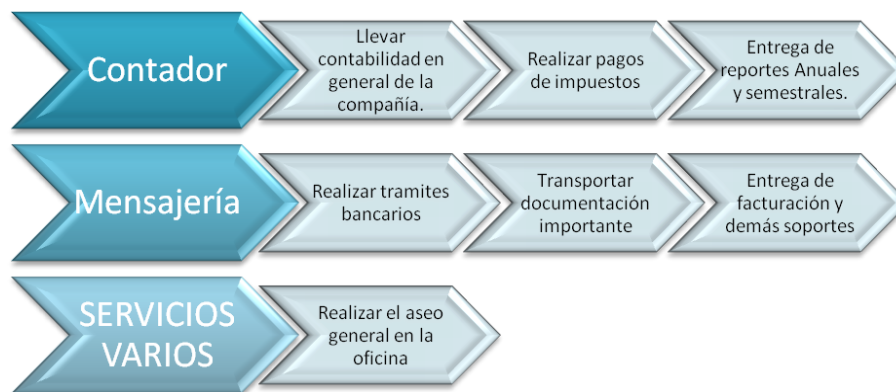 Contador
Llevar
contabilidad en
general de la
compañía.
Realizar pagos
de impuestos
Entrega de
reportes Anuales
y semestrales.
Mensajería
Realizar tramites
bancarios
Transportar
documentación
importante
Entrega de
facturación y
demás soportes
SERVICIOS
VARIOS
Realizar el aseo
general en la
oficina